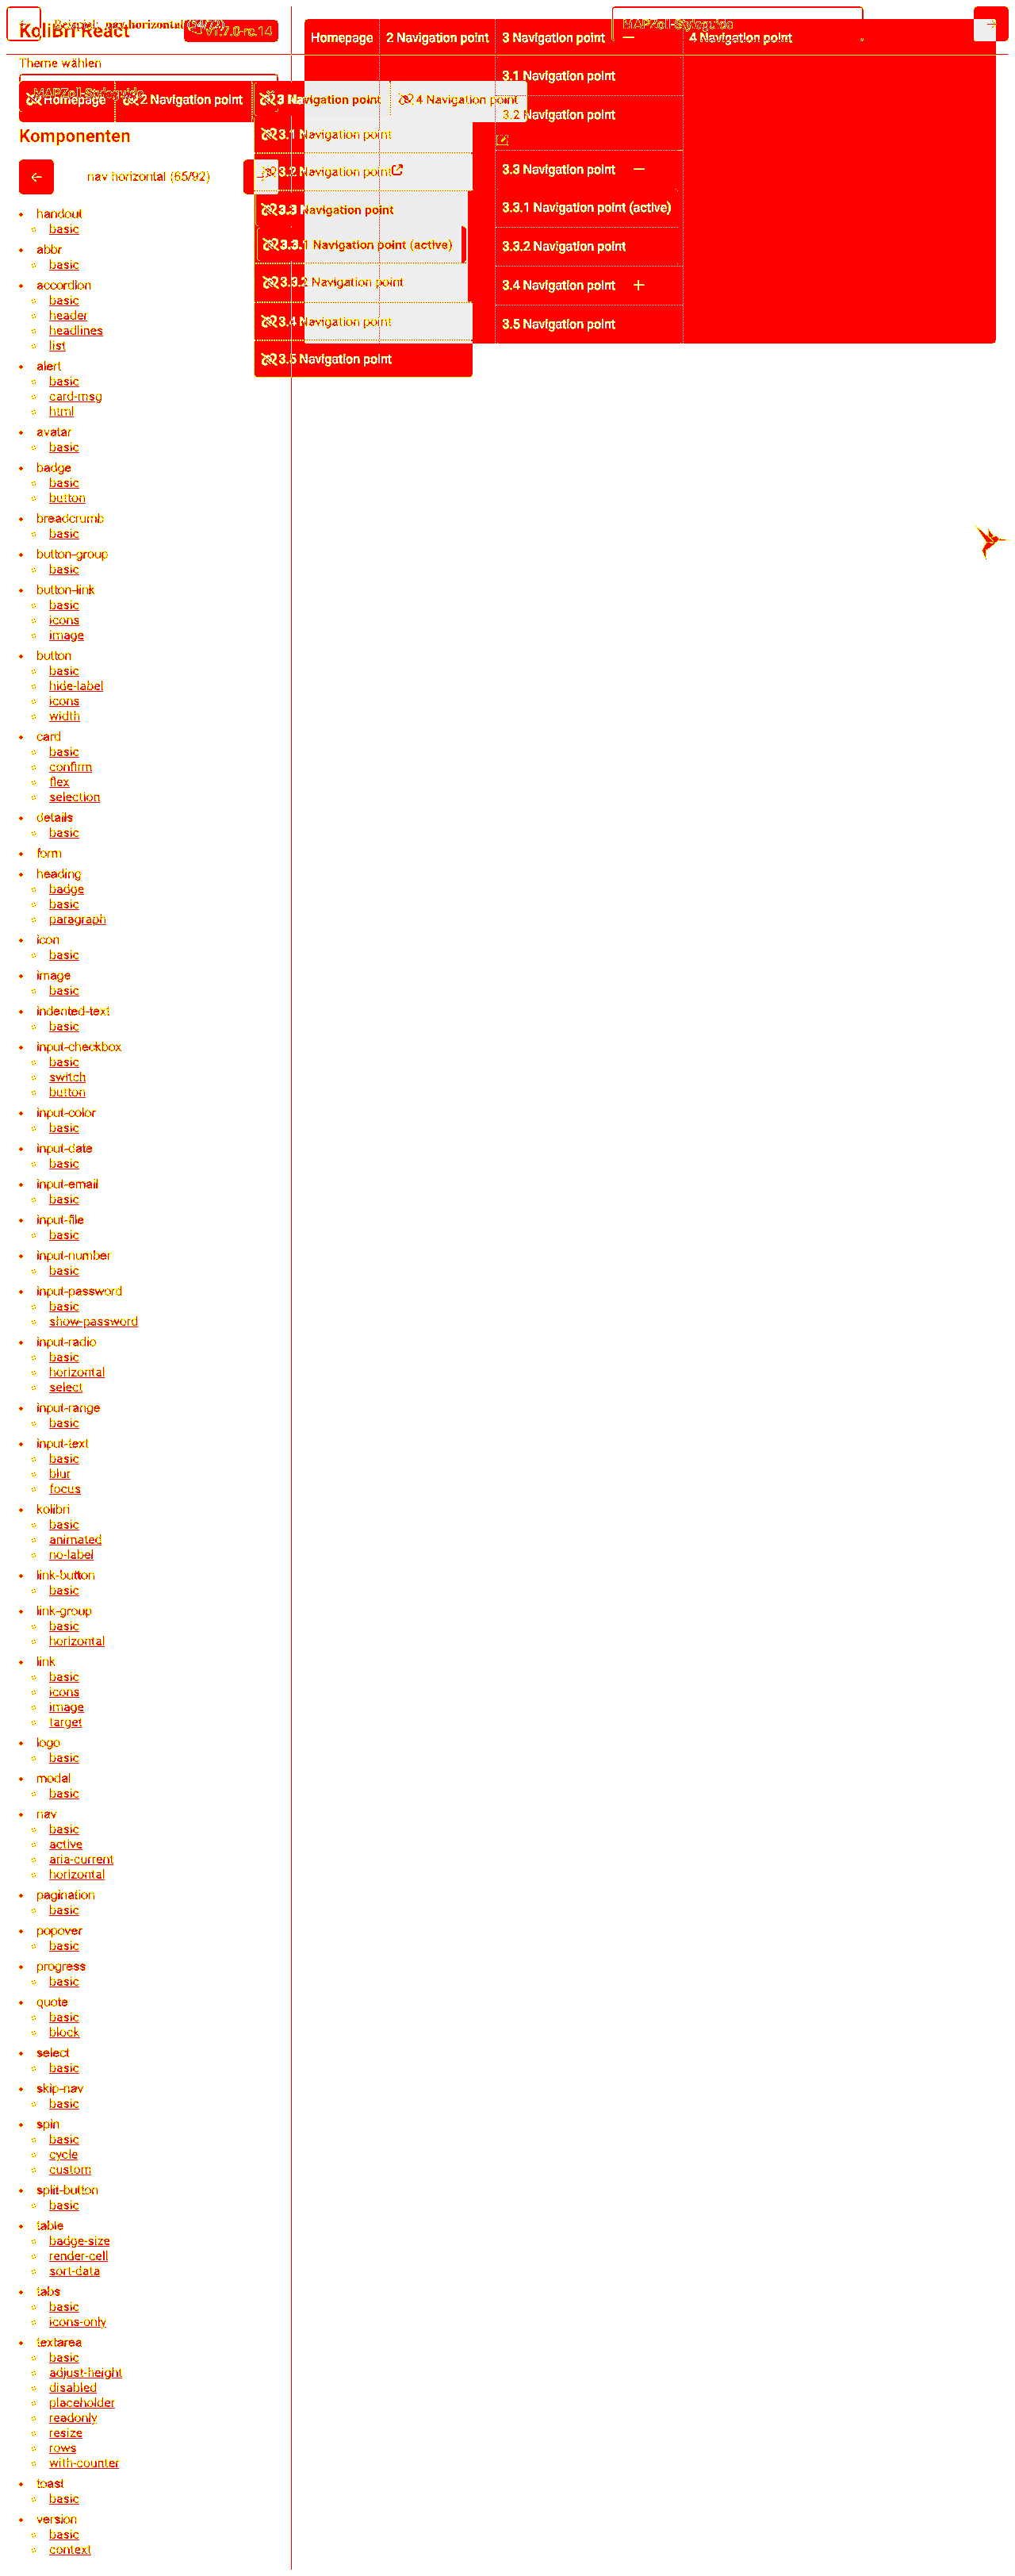 KoliBri React
Beispiel: nav horizontal
v1.7.0-rc.14
MAPZoll-Styleguide
Homepage
2 Navigation point
3 Navigation point
4 Navigation point
3.1 Navigation point
3.2 Navigation point
3.3 Navigation point
3.3.1 Navigation point (active)
3.3.2 Navigation point
3.4 Navigation point
3.5 Navigation point
Theme wählen
MAPZoll-Styleguide
Homepage
2 Navigation point
3 Navigation point
4 Navigation point
3.1 Navigation point
3.2 Navigation point
3.3 Navigation point
3.3.1 Navigation point (active)
3.3.2 Navigation point
3.4 Navigation point
3.5 Navigation point
Komponenten
nav horizontal (65/92)
handout
basic
abbr
basic
accordion
basic
header
headlines
list
alert
basic
card-msg
html
avatar
basic
badge
basic
button
breadcrumb
basic
button-group
basic
button-link
basic
icons
image
button
basic
hide-label
icons
width
card
basic
confirm
flex
selection
details
basic
form
heading
badge
basic
paragraph
icon
basic
image
basic
indented-text
basic
input-checkbox
basic
switch
button
input-color
basic
input-date
basic
input-email
basic
input-file
basic
input-number
basic
input-password
basic
show-password
input-radio
basic
horizontal
select
input-range
basic
input-text
basic
blur
focus
kolibri
basic
animated
no-label
link-button
basic
link-group
basic
horizontal
link
basic
icons
image
target
logo
basic
modal
basic
nav
basic
active
aria-current
horizontal
pagination
basic
popover
basic
progress
basic
quote
basic
block
select
basic
skip-nav
basic
spin
basic
cycle
custom
split-button
basic
table
badge-size
render-cell
sort-data
tabs
basic
icons-only
textarea
basic
adjust-height
disabled
placeholder
readonly
resize
rows
with-counter
toast
basic
version
basic
context